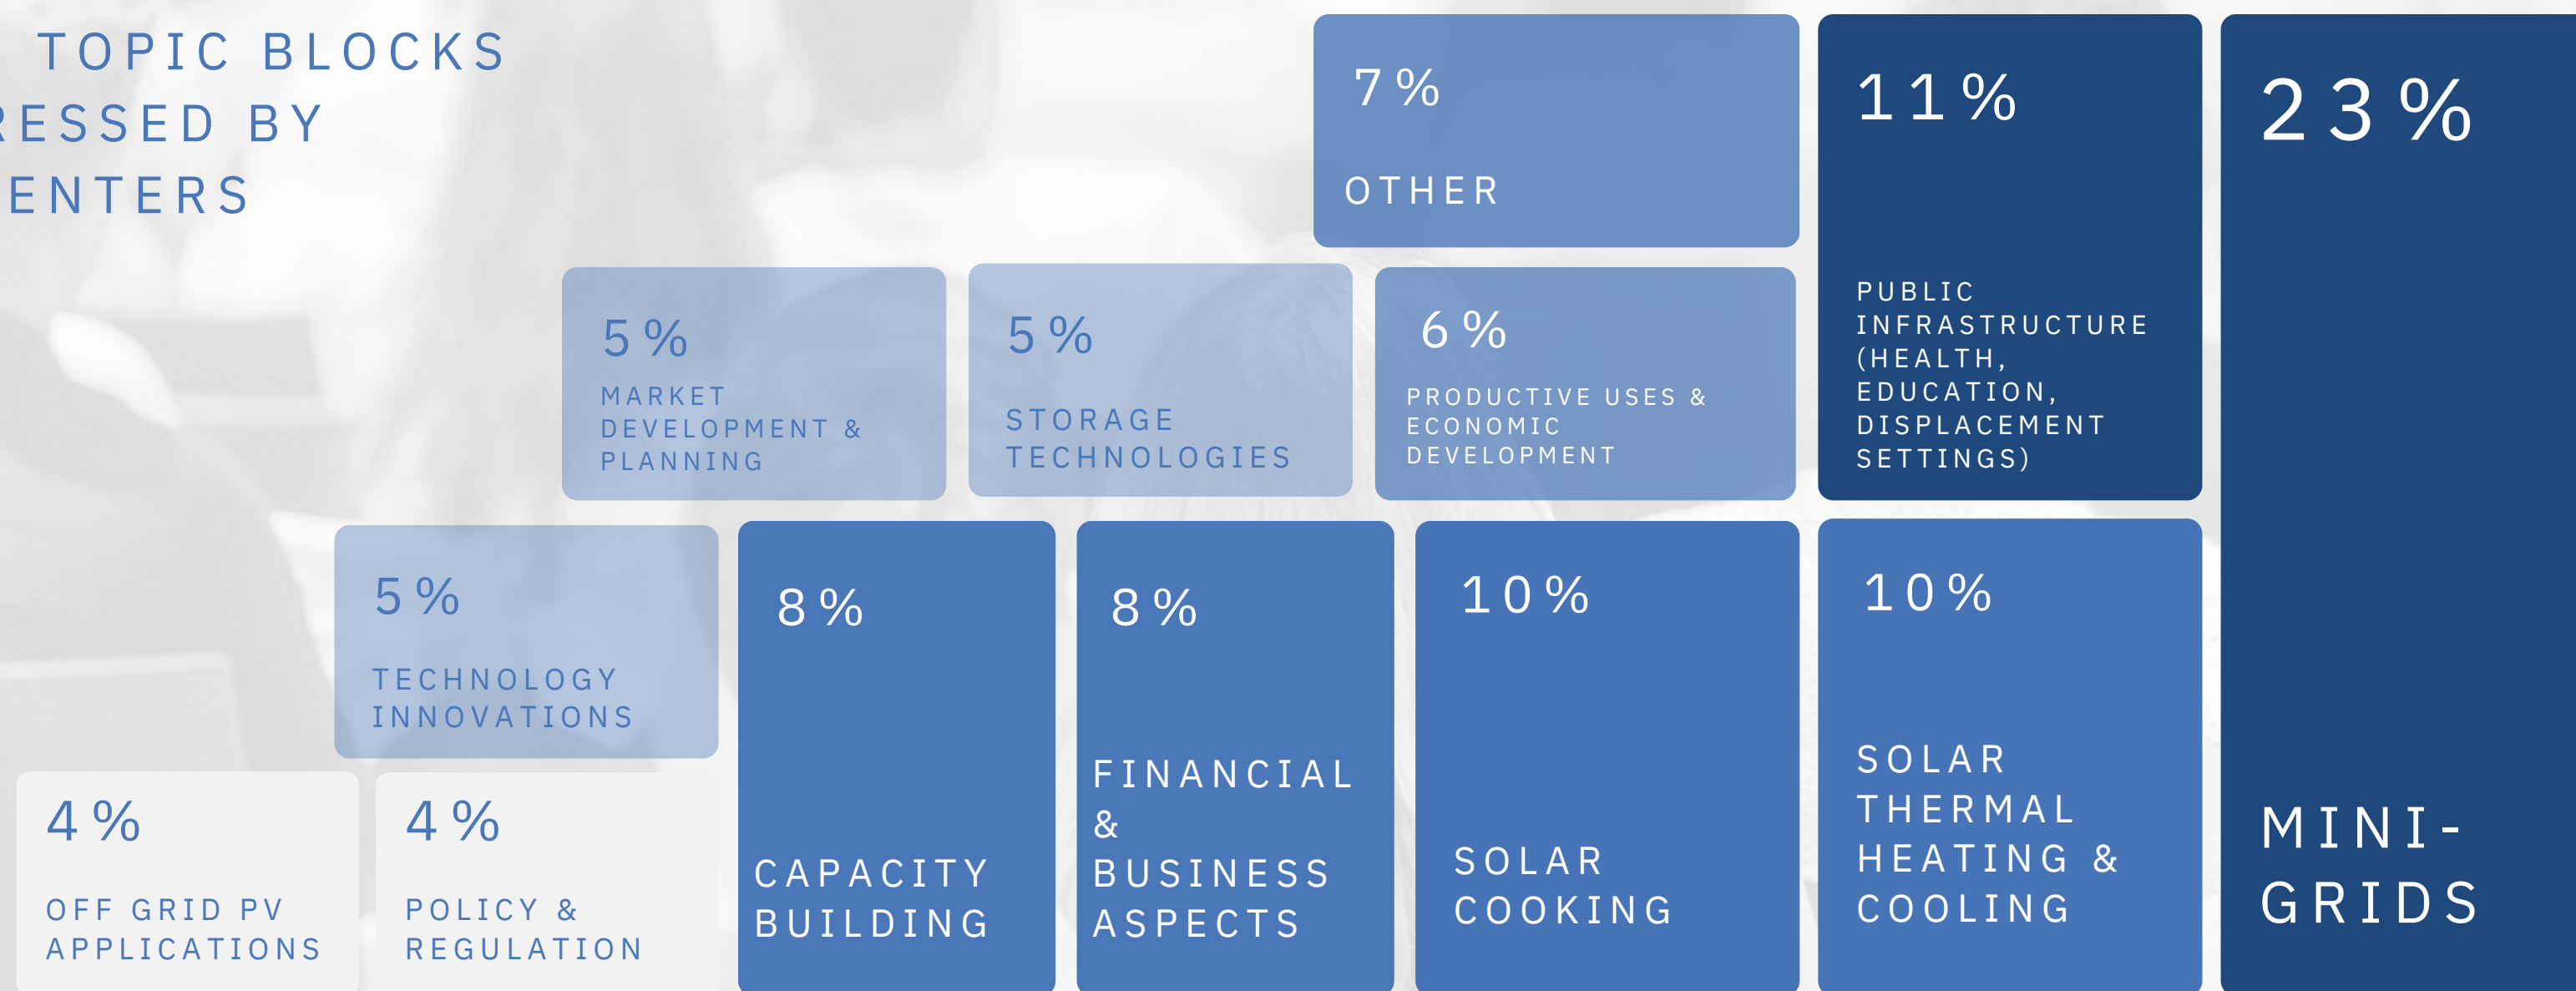 TOPIC BLOCKS
RESSED BY
ENTERS
7%
OTHER
11%
PUBLIC
INFRASTRUCTURE
(HEALTH,
EDUCATION,
DISPLACEMENT
SETTINGS)
23%
MINI-
GRIDS
5%
MARKET
DEVELOPMENT &
PLANNING
5%
STORAGE
TECHNOLOGIES
6%
PRODUCTIVE USES &
ECONOMIC
DEVELOPMENT
5%
TECHNOLOGY
INNOVATIONS
8%
CAPACITY
BUILDING
8%
FINANCIAL
&
BUSINESS
ASPECTS
10%
SOLAR
COOKING
10%
SOLAR
THERMAL
HEATING &
COOLING
4%
OFF GRID PV
APPLICATIONS
4%
POLICY &
REGULATION